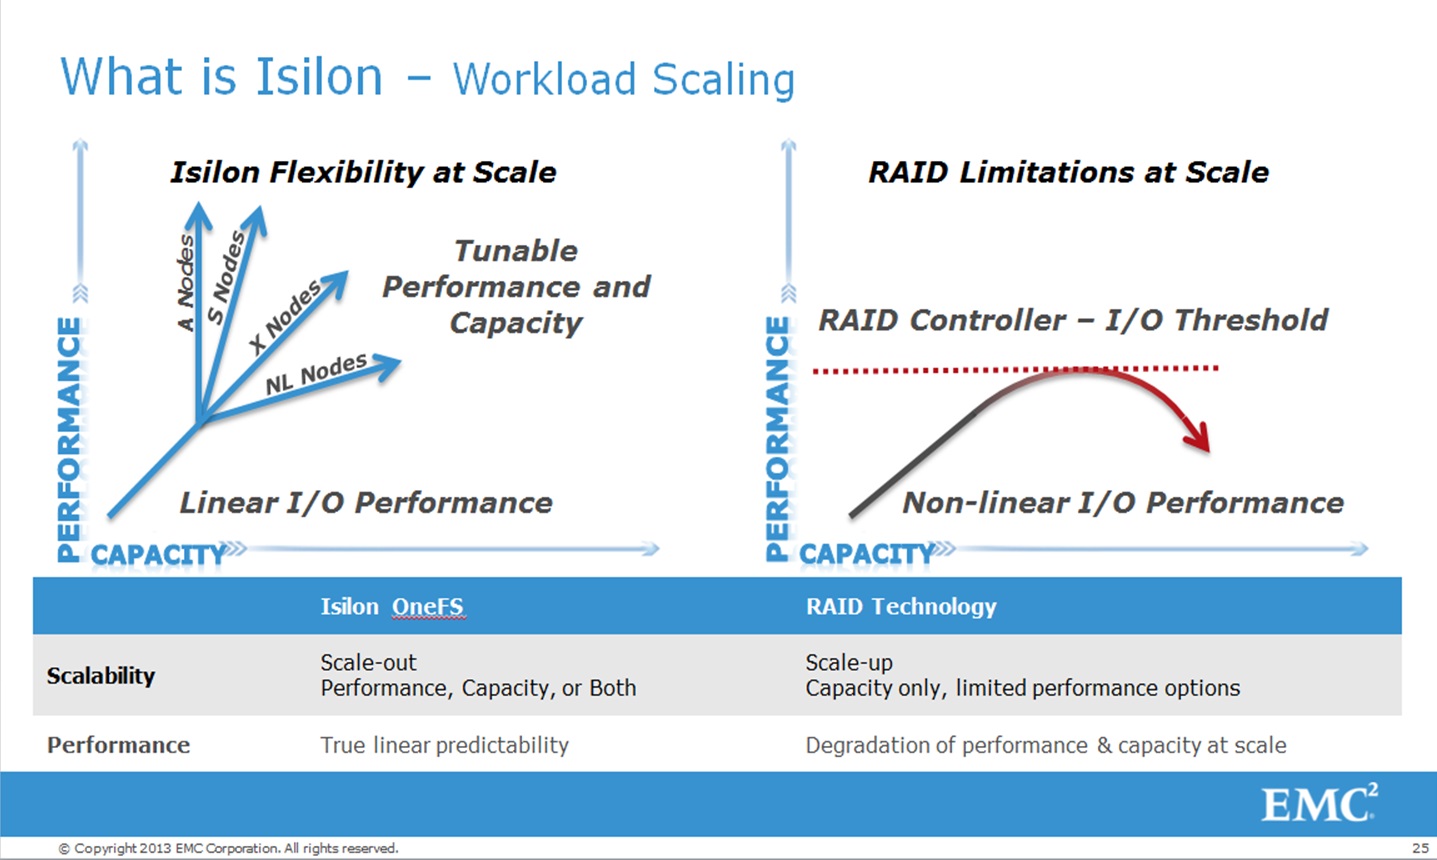 What is Isilon – Workload Scaling
Isilon Flexibility at Scale
A Nodes
S Nodes
X Nodes
NL Nodes
Tunable
Performance and
Capacity
Linear I/O Performance
PERFORMANCE
CAPACITY
RAID Limitations at Scale
RAID Controller – I/O Threshold
Non-linear I/O Performance
PERFORMANCE
CAPACITY
Isilon OneFS
RAID Technology
Scalability
Scale-out
Performance, Capacity, or Both
Scale-up
Capacity only, limited performance options
Performance
True linear predictability
Degradation of performance & capacity at scale
EMC²
© Copyright 2013 EMC Corporation. All rights reserved.
25